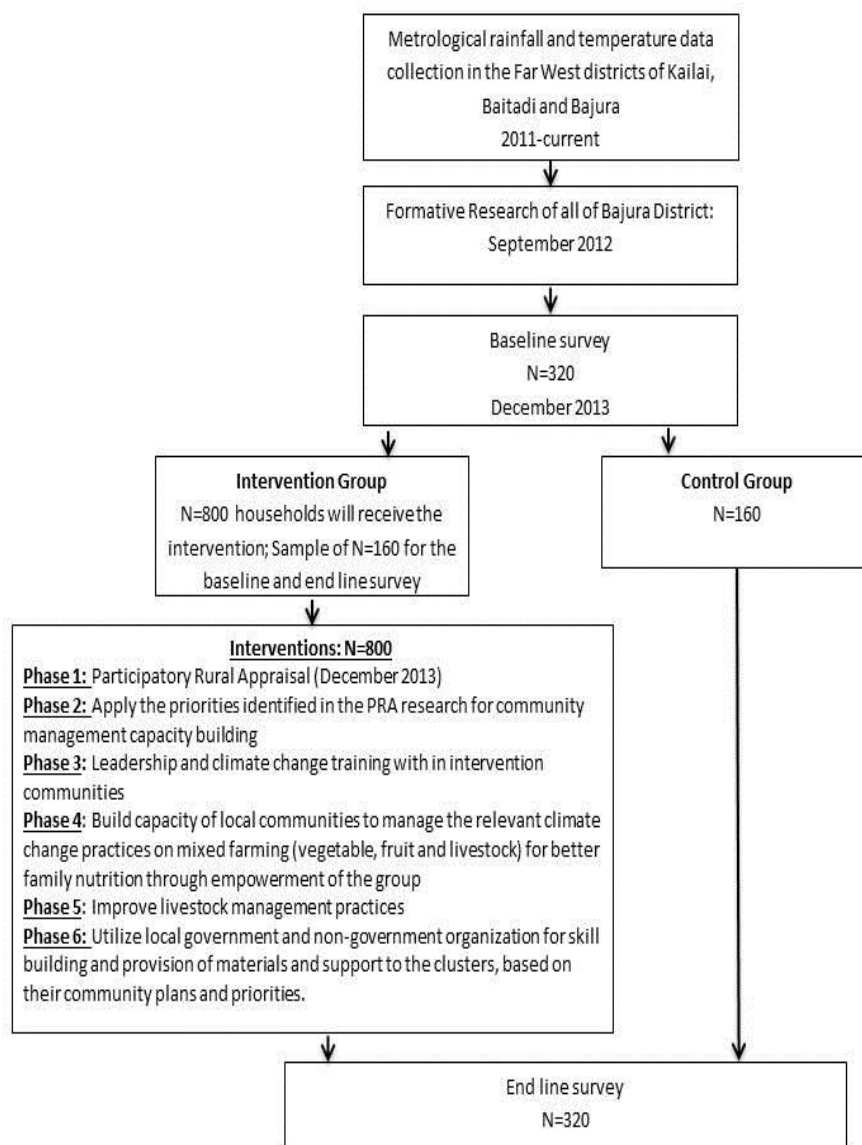 Metrological rainfall and temperature data
collection in the Far West districts of Kailai,
Baitadi and Bajura
2011-current
Formative Research of all of Bajura District:
September 2012
Baseline survey
N=320
December 2013
Intervention Group
N=800 households will receive the
intervention; Sample of N=160 for the
baseline and end line survey
Control Group
N=160
Interventions: N=800
Phase 1: Participatory Rural Appraisal (December 2013)
Phase 2: Apply the priorities identified in the PRA research for community
management capacity building
Phase 3: Leadership and climate change training with in intervention
communities
Phase 4: Build capacity of local communities to manage the relevant climate
change practices on mixed farming (vegetable, fruit and livestock) for better
family nutrition through empowerment of the group
Phase 5: Improve livestock management practices
Phase 6: Utilize local government and non-government organization for skill
building and provision of materials and support to the clusters, based on
their community plans and priorities.
End line survey
N=320